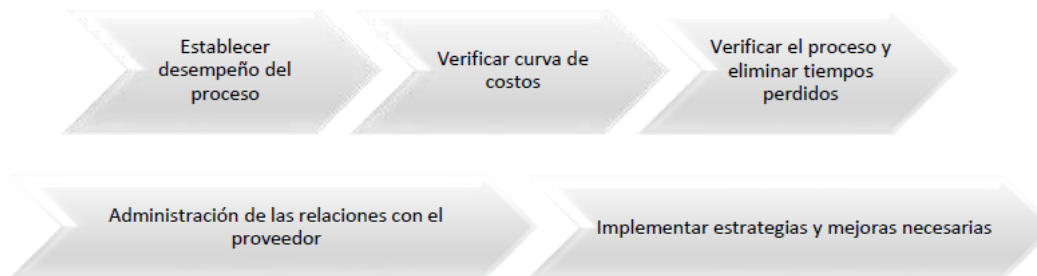 Establecer
desempeño del
proceso
Verificar curva de
costos
Verificar el proceso y
eliminar tiempos
perdidos
Administración de las relaciones con el
proveedor
Implementar estrategias y mejoras necesarias